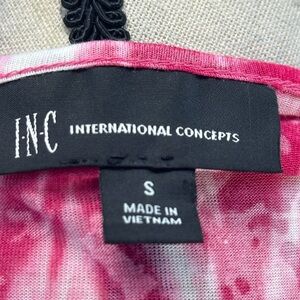 I·N·C INTERNATIONAL CONCEPTS
S
MADE IN
VIETNAM